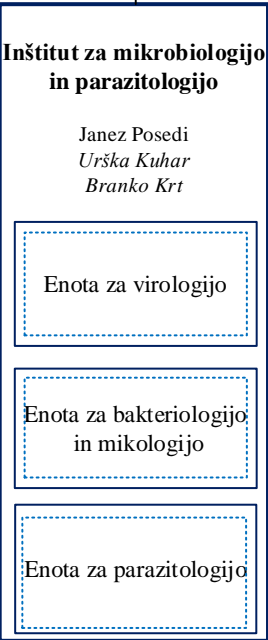 Inštitut za mikrobiologijo
in parazitologijo
Janez Posedi
Urška Kuhar
Branko Krt
Enota za virologijo
Enota za bakteriologijo
in mikologijo
Enota za parazitologijo